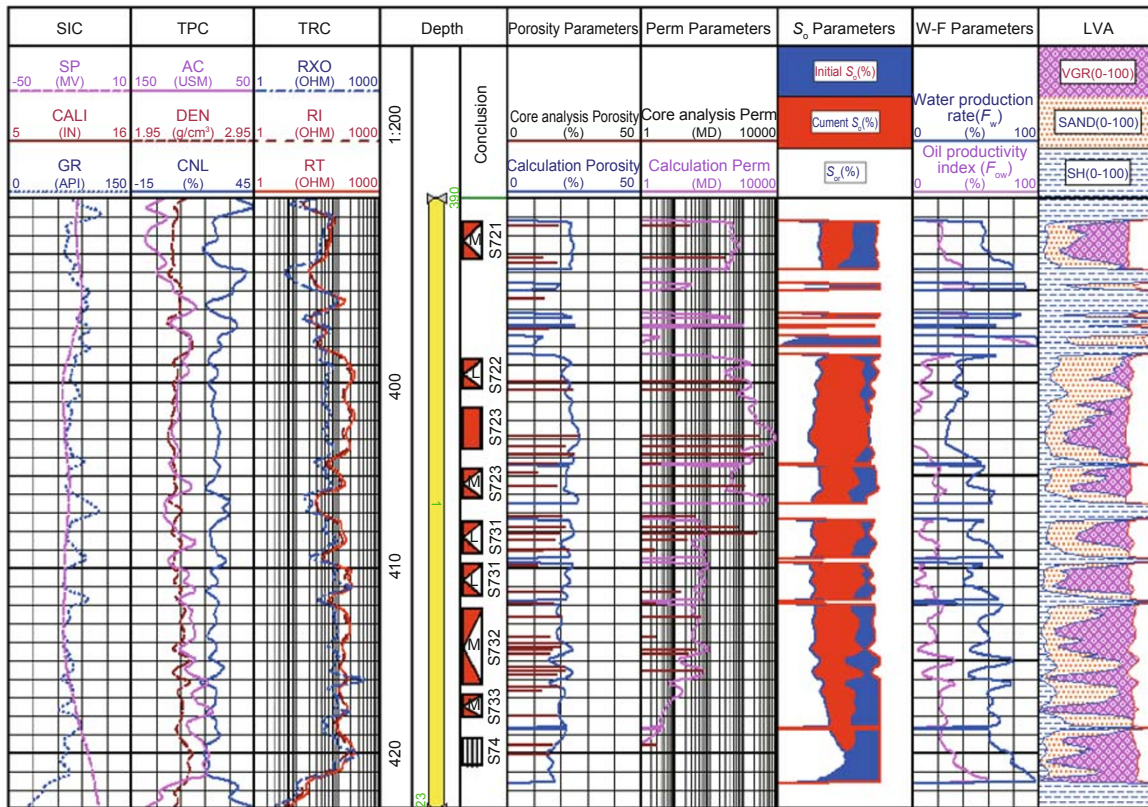 SIC TPC TRC Depth Porosity Parameters Perm Parameters So Parameters W-F Parameters LVA
SP
-50 (MV) 10
CALI
5 (IN) 16
GR
0 (API) 150
AC
150 (USM) 50
DEN
1.95 (g/cm³) 2.95
CNL
-15 (%) 45
RXO
1 (OHM) 1000
RI
1 (OHM) 1000
RT
1 (OHM) 1000
1:200
Conclusion
Core analysis Porosity
0 (%) 50
Calculation Porosity
0 (%) 50
Core analysis Perm
1 (MD) 10000
Calculation Perm
1 (MD) 10000
Initial So(%)
Cument So(%)
Sor(%)
Water production
rate(Fw)
0 (%) 100
Oil productivity
index (Fow)
0 (%) 100
VGR(0-100)
SAND(0-100)
SH(0-100)
390
400
410
420
1
23
M S721
L S722
S723
M S723
L S731
L S731
M S732
M S733
S74